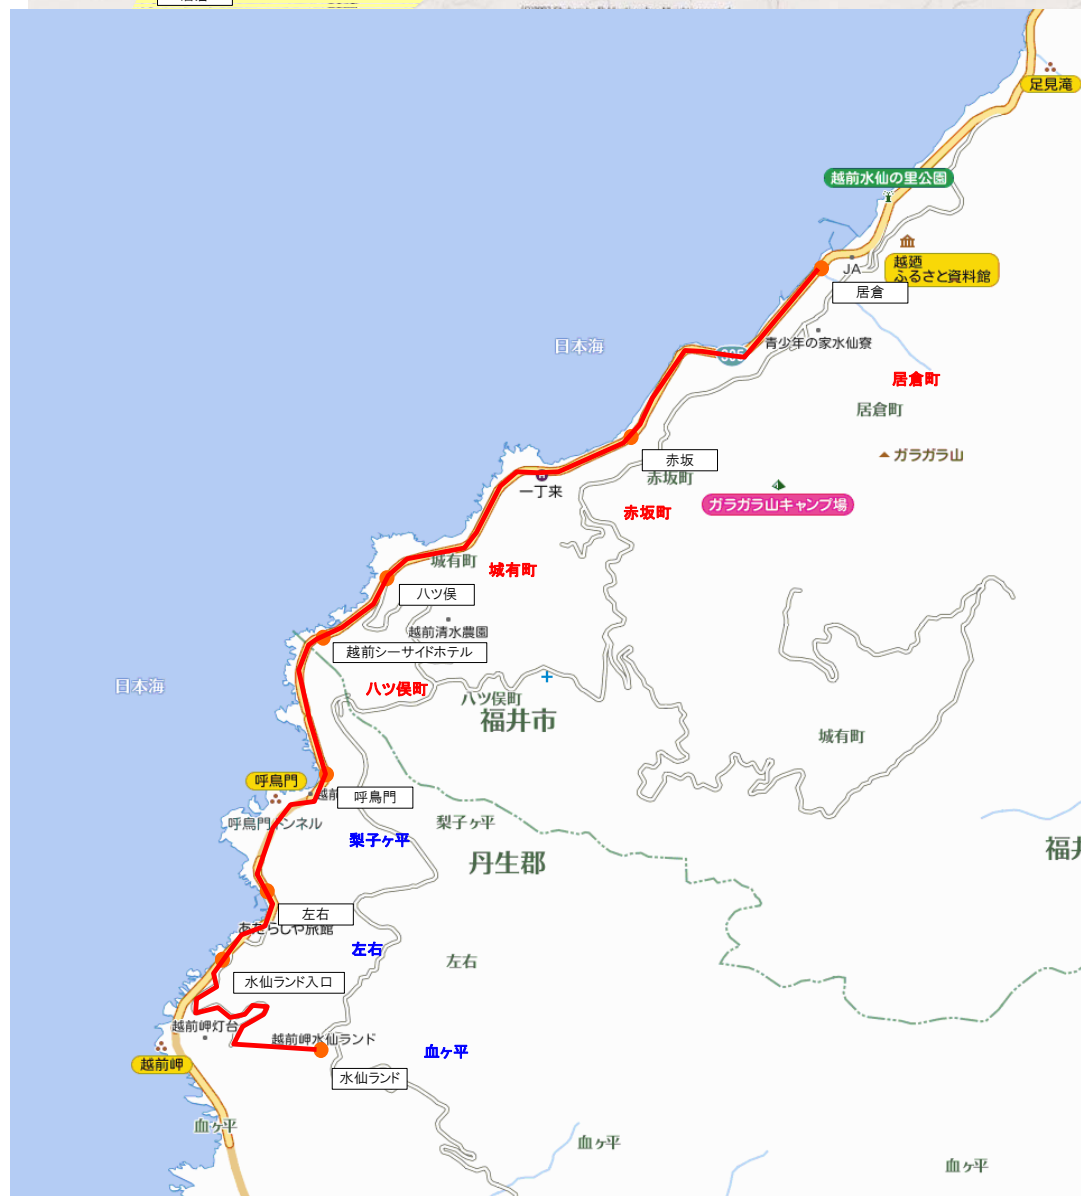 足見滝
越前水仙の里公園
越廼
ふるさと資料館
JA
居倉
日本海
青少年の家水仙寮
居倉町
居倉町
ガラガラ山
赤坂
赤坂町
一丁来
ガラガラ山キャンプ場
赤坂町
城有町
城有町
八ツ俣
越前清水農園
越前シーサイドホテル
日本海
八ツ俣町
八ツ俣町
福井市
城有町
呼鳥門
越前
呼鳥門
呼鳥門トンネル
梨子ヶ平
梨子ヶ平
丹生郡
福井
左右
あたらしや旅館
左右
左右
水仙ランド入口
越前岬灯台
越前岬水仙ランド
血ヶ平
越前岬
水仙ランド
血ヶ平
血ヶ平
血ヶ平